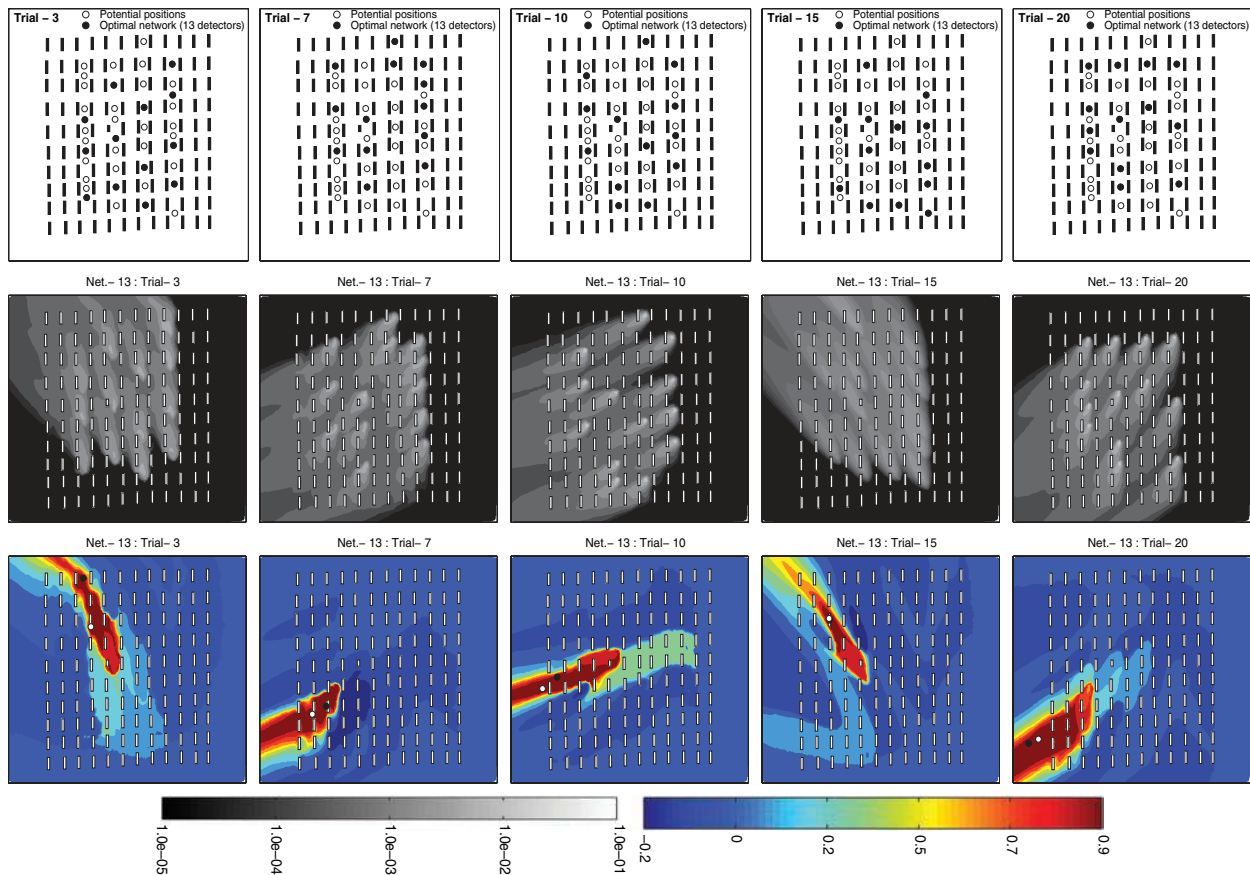 Trial - 3
Potential positions
Optimal network (13 detectors)
Trial - 7
Potential positions
Optimal network (13 detectors)
Trial - 10
Potential positions
Optimal network (13 detectors)
Trial - 15
Potential positions
Optimal network (13 detectors)
Trial - 20
Potential positions
Optimal network (13 detectors)
Net.- 13 : Trial- 3
Net.- 13 : Trial- 7
Net.- 13 : Trial- 10
Net.- 13 : Trial- 15
Net.- 13 : Trial- 20
Net.- 13 : Trial- 3
Net.- 13 : Trial- 7
Net.- 13 : Trial- 10
Net.- 13 : Trial- 15
Net.- 13 : Trial- 20
1.0e-05
1.0e-04
1.0e-03
1.0e-02
1.0e-01
-0.2
0
0.2
0.5
0.7
0.9